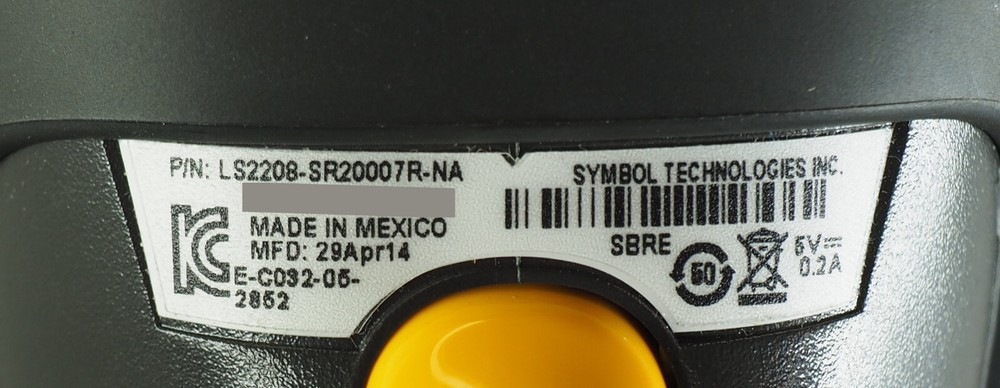 P/N: LS2208-SR20007R-NA
MADE IN MEXICO
MFD: 29Apr14
E-C032-05-
2852
SYMBOL TECHNOLOGIES INC.
SBRE
50
5V⎓
0.2A